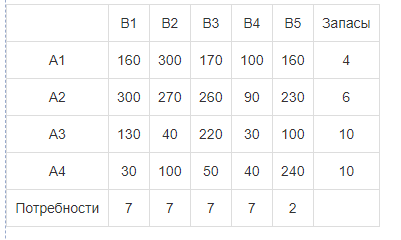 B1 B2 B3 B4 B5 Запасы
A1 160 300 170 100 160 4
A2 300 270 260 90 230 6
A3 130 40 220 30 100 10
A4 30 100 50 40 240 10
Потребности 7 7 7 7 2